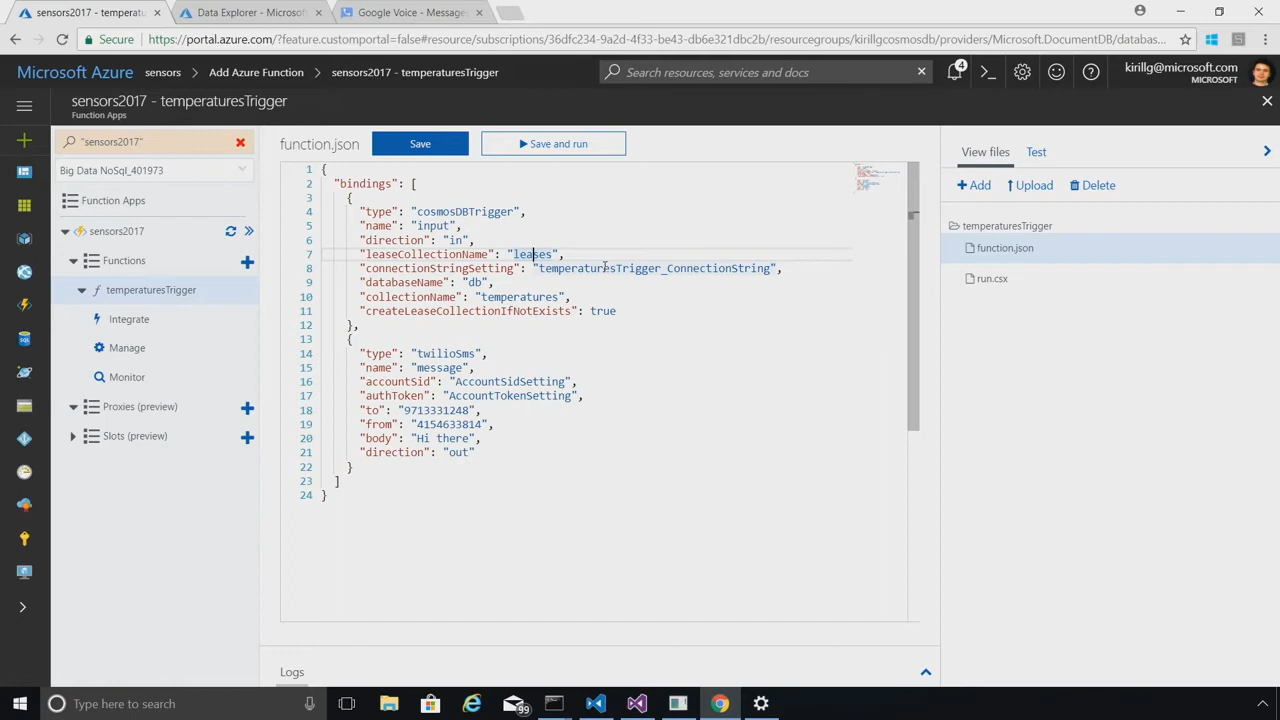 sensors2017 - temperatu
Data Explorer - Microsof
Google Voice - Messages
Secure
https://portal.azure.com/?feature.customportal=false#resource/subscriptions/36dfc234-9a2d-4f33-be43-db6e321dbc2b/resourcegroups/kirillgcosmosdb/providers/Microsoft.DocumentDB/databas...
Microsoft Azure
sensors > Add Azure Function > sensors2017 - temperaturesTrigger
Search resources, services and docs
4
kirillg@microsoft.com
MICROSOFT
sensors2017 - temperaturesTrigger
Function Apps
"sensors2017"
Big Data NoSql_401973
Function Apps
sensors2017
Functions
temperaturesTrigger
Integrate
Manage
Monitor
Proxies (preview)
Slots (preview)
function.json
Save
Save and run
1 {
2 "bindings": [
3 {
4 "type": "cosmosDBTrigger",
5 "name": "input",
6 "direction": "in",
7 "leaseCollectionName": "leases",
8 "connectionStringSetting": "temperaturesTrigger_ConnectionString",
9 "databaseName": "db",
10 "collectionName": "temperatures",
11 "createLeaseCollectionIfNotExists": true
12 },
13 {
14 "type": "twilioSms",
15 "name": "message",
16 "accountSid": "AccountSidSetting",
17 "authToken": "AccountTokenSetting",
18 "to": "9713331248",
19 "from": "4154633814",
20 "body": "Hi there",
21 "direction": "out"
22 }
23 ]
24 }
Logs
View files
Test
Add
Upload
Delete
temperaturesTrigger
function.json
run.csx
Type here to search
99